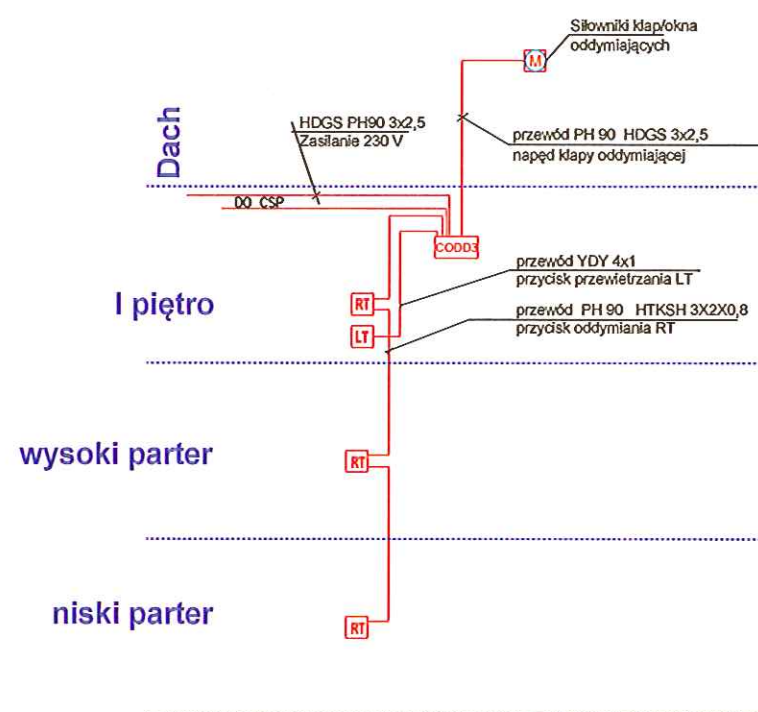 Siłowniki klap/okna
oddymiających
M
Dach
HDGS PH90 3x2,5
Zasilanie 230 V
przewód PH 90 HDGS 3x2,5
napęd klapy oddymiającej
DO CSP
CODD3
przewód YDY 4x1
przycisk przewietrzania LT
I piętro
RT
przewód PH 90 HTKSH 3X2X0,8
przycisk oddymiania RT
LT
wysoki parter
RT
niski parter
RT